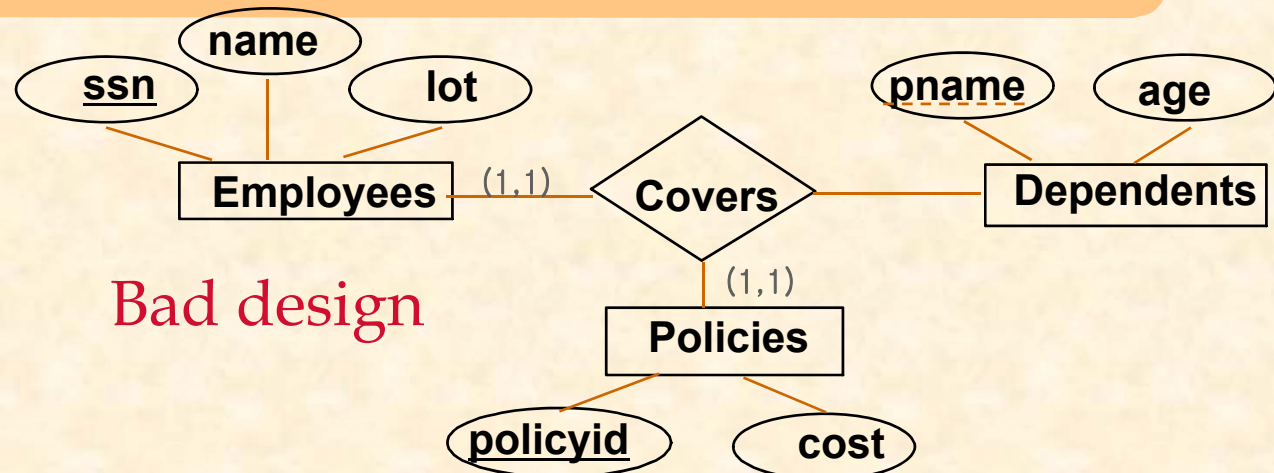 name
ssn
lot
pname
age
Employees
(1,1)
Covers
Dependents
Bad design
(1,1)
Policies
policyid
cost